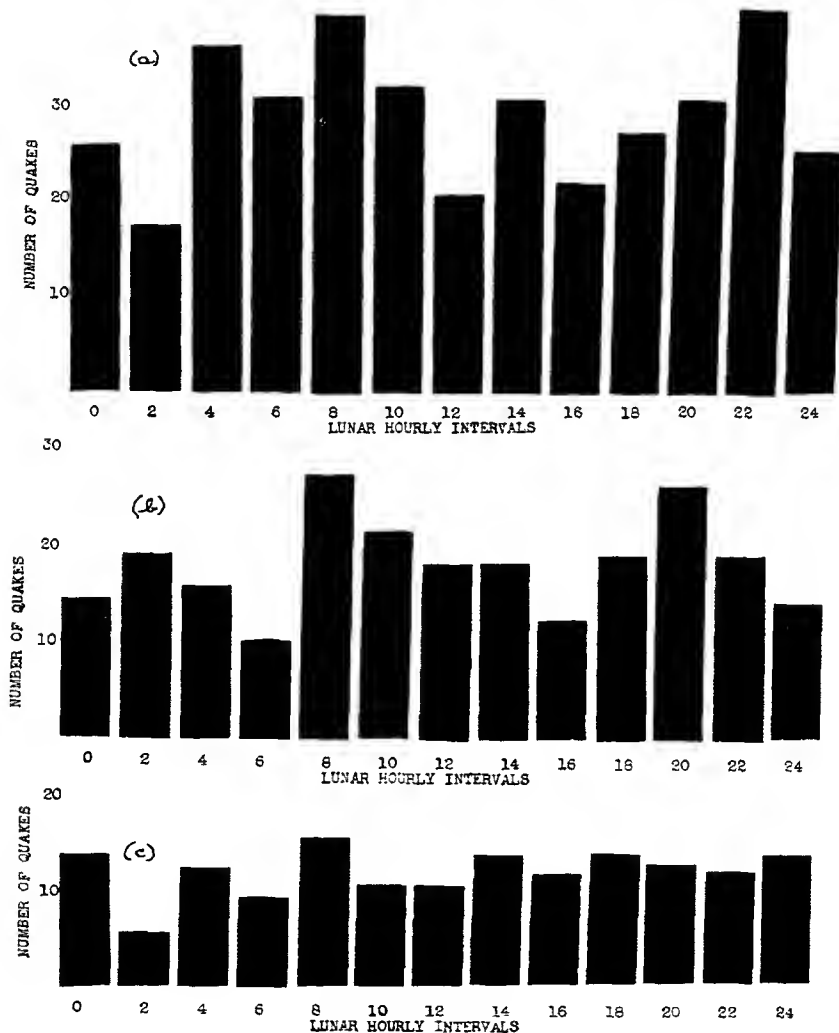 (a)
30
20
10
NUMBER OF QUAKES
0 2 4 6 8 10 12 14 16 18 20 22 24
LUNAR HOURLY INTERVALS
30
(b)
20
10
NUMBER OF QUAKES
0 2 4 6 8 10 12 14 16 18 20 22 24
LUNAR HOURLY INTERVALS
20
(c)
10
NUMBER OF QUAKES
0 2 4 6 8 10 12 14 16 18 20 22 24
LUNAR HOURLY INTERVALS